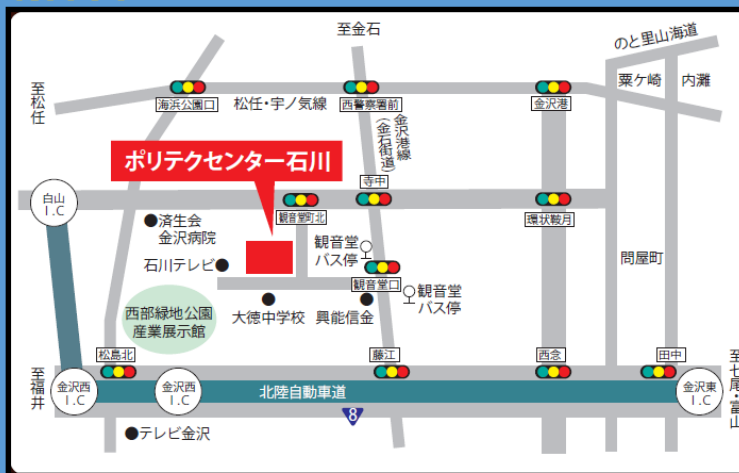 至金石
のと里山海道
至松任
海浜公園口
松任・宇ノ気線
西警察署前
金沢港
粟ケ崎
内灘
金沢港線
(金石街道)
ポリテクセンター石川
寺中
白山
I.C
観音堂町北
環状鞍月
●済生会
金沢病院
石川テレビ●
観音堂
バス停
観音堂口
観音堂
バス停
問屋町
西部緑地公園
産業展示館
大徳中学校
興能信金
松島北
藤江
西念
田中
至福井
金沢西
I.C
金沢西
I.C
北陸自動車道
8
金沢東
I.C
至七尾・富山
●テレビ金沢